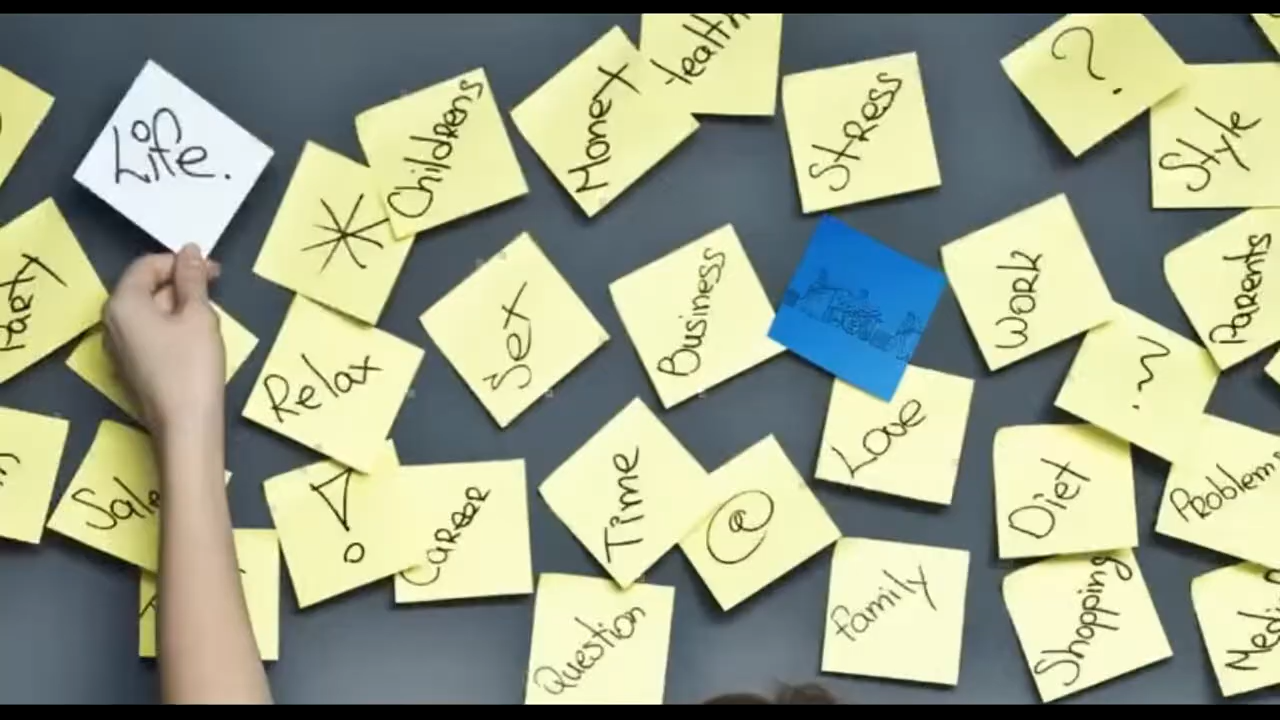 Life.
Childrens
Money
Health
Stress
?
Style
*
Party
Relax
Sex
Business
Work
Parents
Love
Sale
!
Career
Time
@
Diet
Problems
Question
Family
Shopping